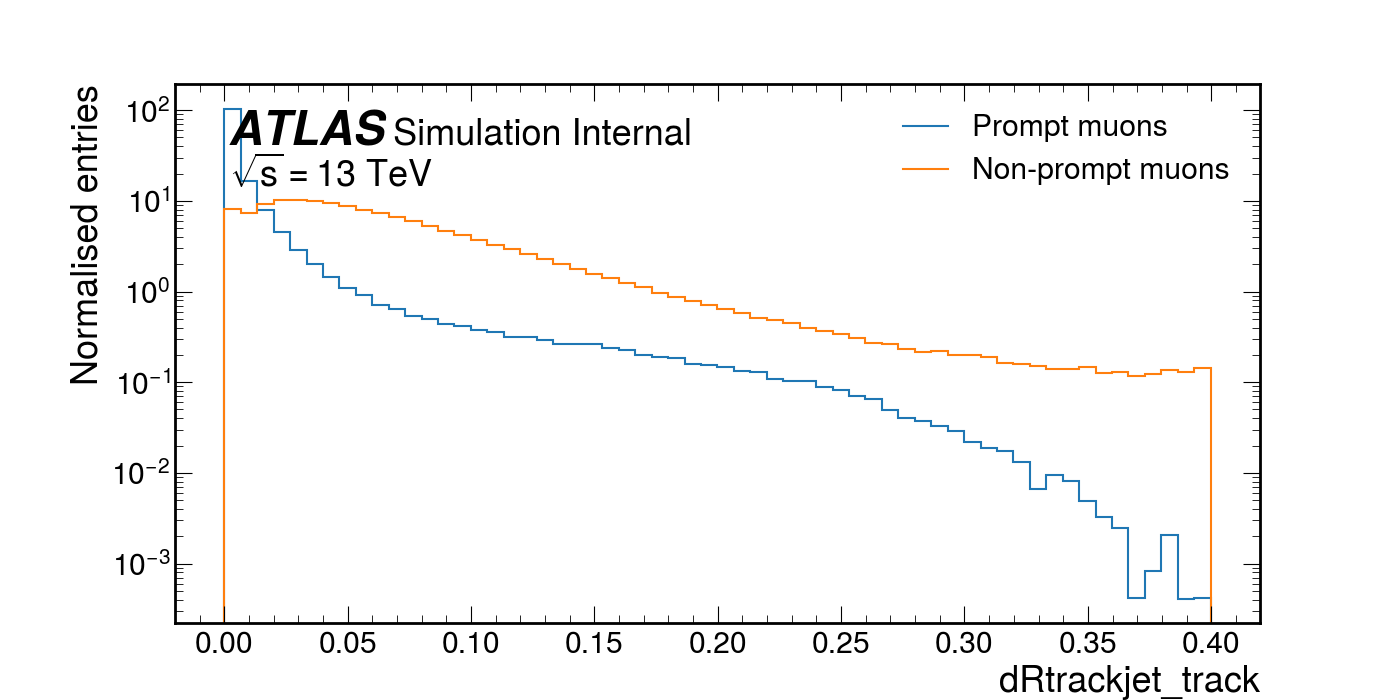 Normalised entries
10²
10¹
10⁰
10⁻¹
10⁻²
10⁻³
ATLAS Simulation Internal
√s = 13 TeV
Prompt muons
Non-prompt muons
0.00 0.05 0.10 0.15 0.20 0.25 0.30 0.35 0.40
dRtrackjet_track